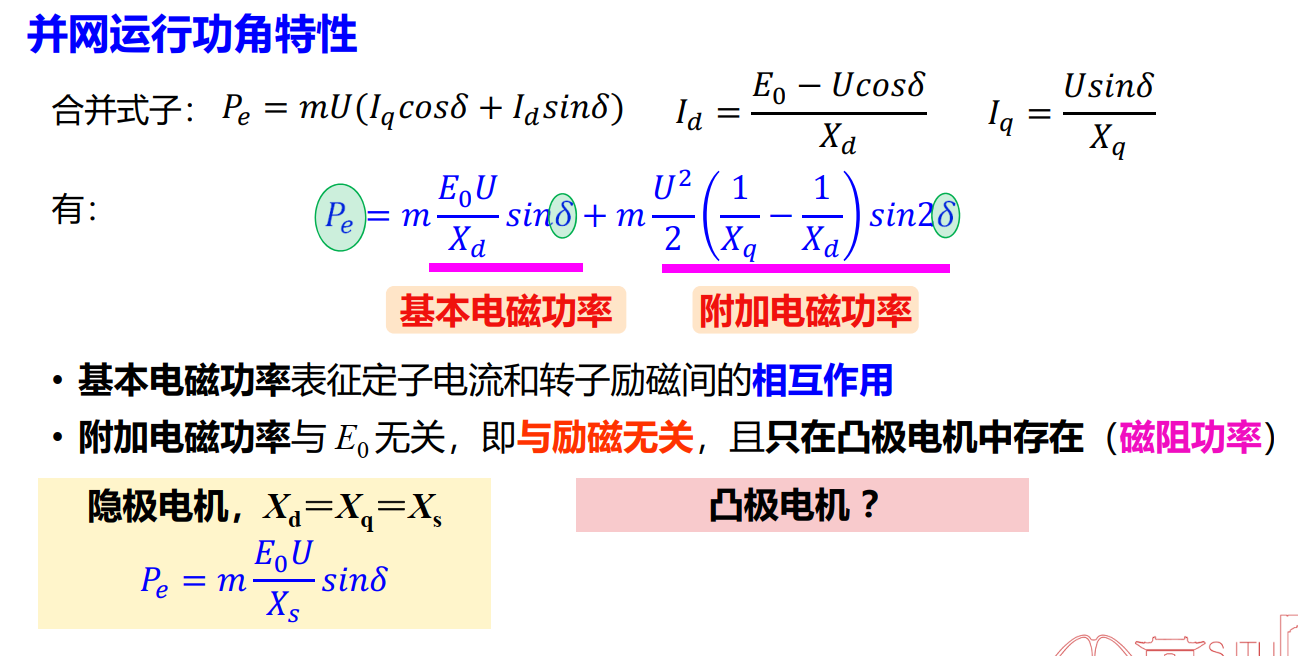 并网运行功角特性
合并式子： $P_e = mU(I_q cos\delta + I_d sin\delta)$ $I_d = \frac{E_0 - Ucos\delta}{X_d}$ $I_q = \frac{Usin\delta}{X_q}$
有： $P_e = m\frac{E_0 U}{X_d} sin\delta + m\frac{U^2}{2}\left(\frac{1}{X_q} - \frac{1}{X_d}\right) sin2\delta$
基本电磁功率 附加电磁功率
• 基本电磁功率表征定子电流和转子励磁间的相互作用
• 附加电磁功率与 $E_0$ 无关，即与励磁无关，且只在凸极电机中存在（磁阻功率）
隐极电机，$X_d＝X_q＝X_s$
$P_e = m\frac{E_0 U}{X_s} sin\delta$
凸极电机？
SJTU